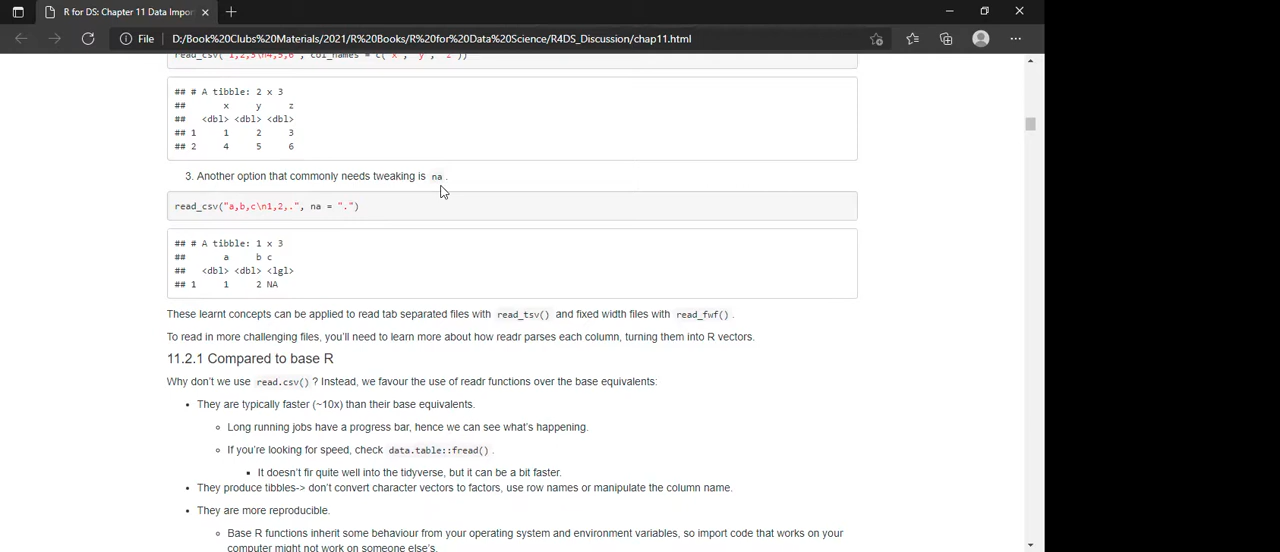 R for DS: Chapter 11 Data Impor
File D:/Book%20Clubs%20Materials/2021/R%20Books/R%20for%20Data%20Science/R4DS_Discussion/chap11.html
read_csv("1,2,3\n4,5,6", col_names = c("x", "y", "z"))
## # A tibble: 2 x 3
## x y z
## <dbl> <dbl> <dbl>
## 1 1 2 3
## 2 4 5 6
3. Another option that commonly needs tweaking is na .
read_csv("a,b,c\n1,2,.", na = ".")
## # A tibble: 1 x 3
## a b c
## <dbl> <dbl> <lgl>
## 1 1 2 NA
These learnt concepts can be applied to read tab separated files with read_tsv() and fixed width files with read_fwf() .
To read in more challenging files, you'll need to learn more about how readr parses each column, turning them into R vectors.
11.2.1 Compared to base R
Why don't we use read.csv() ? Instead, we favour the use of readr functions over the base equivalents:
• They are typically faster (~10x) than their base equivalents.
Long running jobs have a progress bar, hence we can see what's happening.
If you're looking for speed, check data.table::fread() .
It doesn't fir quite well into the tidyverse, but it can be a bit faster.
• They produce tibbles-> don't convert character vectors to factors, use row names or manipulate the column name.
• They are more reproducible.
Base R functions inherit some behaviour from your operating system and environment variables, so import code that works on your
computer might not work on someone else's.